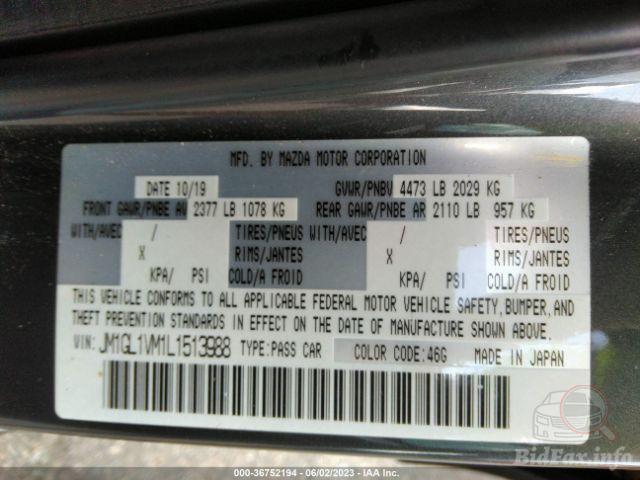 MFD. BY MAZDA MOTOR CORPORATION
DATE 10/19 GVWR/PNBV 4473 LB 2029 KG
FRONT GAWR/PNBE AV 2377 LB 1078 KG REAR GAWR/PNBE AR 2110 LB 957 KG
WITH/AVEC / TIRES/PNEUS WITH/AVEC / TIRES/PNEUS
X RIMS/JANTES X RIMS/JANTES
KPA/ PSI COLD/A FROID KPA/ PSI COLD/A FROID
THIS VEHICLE CONFORMS TO ALL APPLICABLE FEDERAL MOTOR VEHICLE SAFETY, BUMPER, AND
THEFT PREVENTION STANDARDS IN EFFECT ON THE DATE OF MANUFACTURE SHOWN ABOVE.
VIN: JM1GL1VM1L1513988 TYPE:PASS CAR COLOR CODE:46G MADE IN JAPAN
BidFax.info
000-36752194 - 06/02/2023 - IAA Inc.